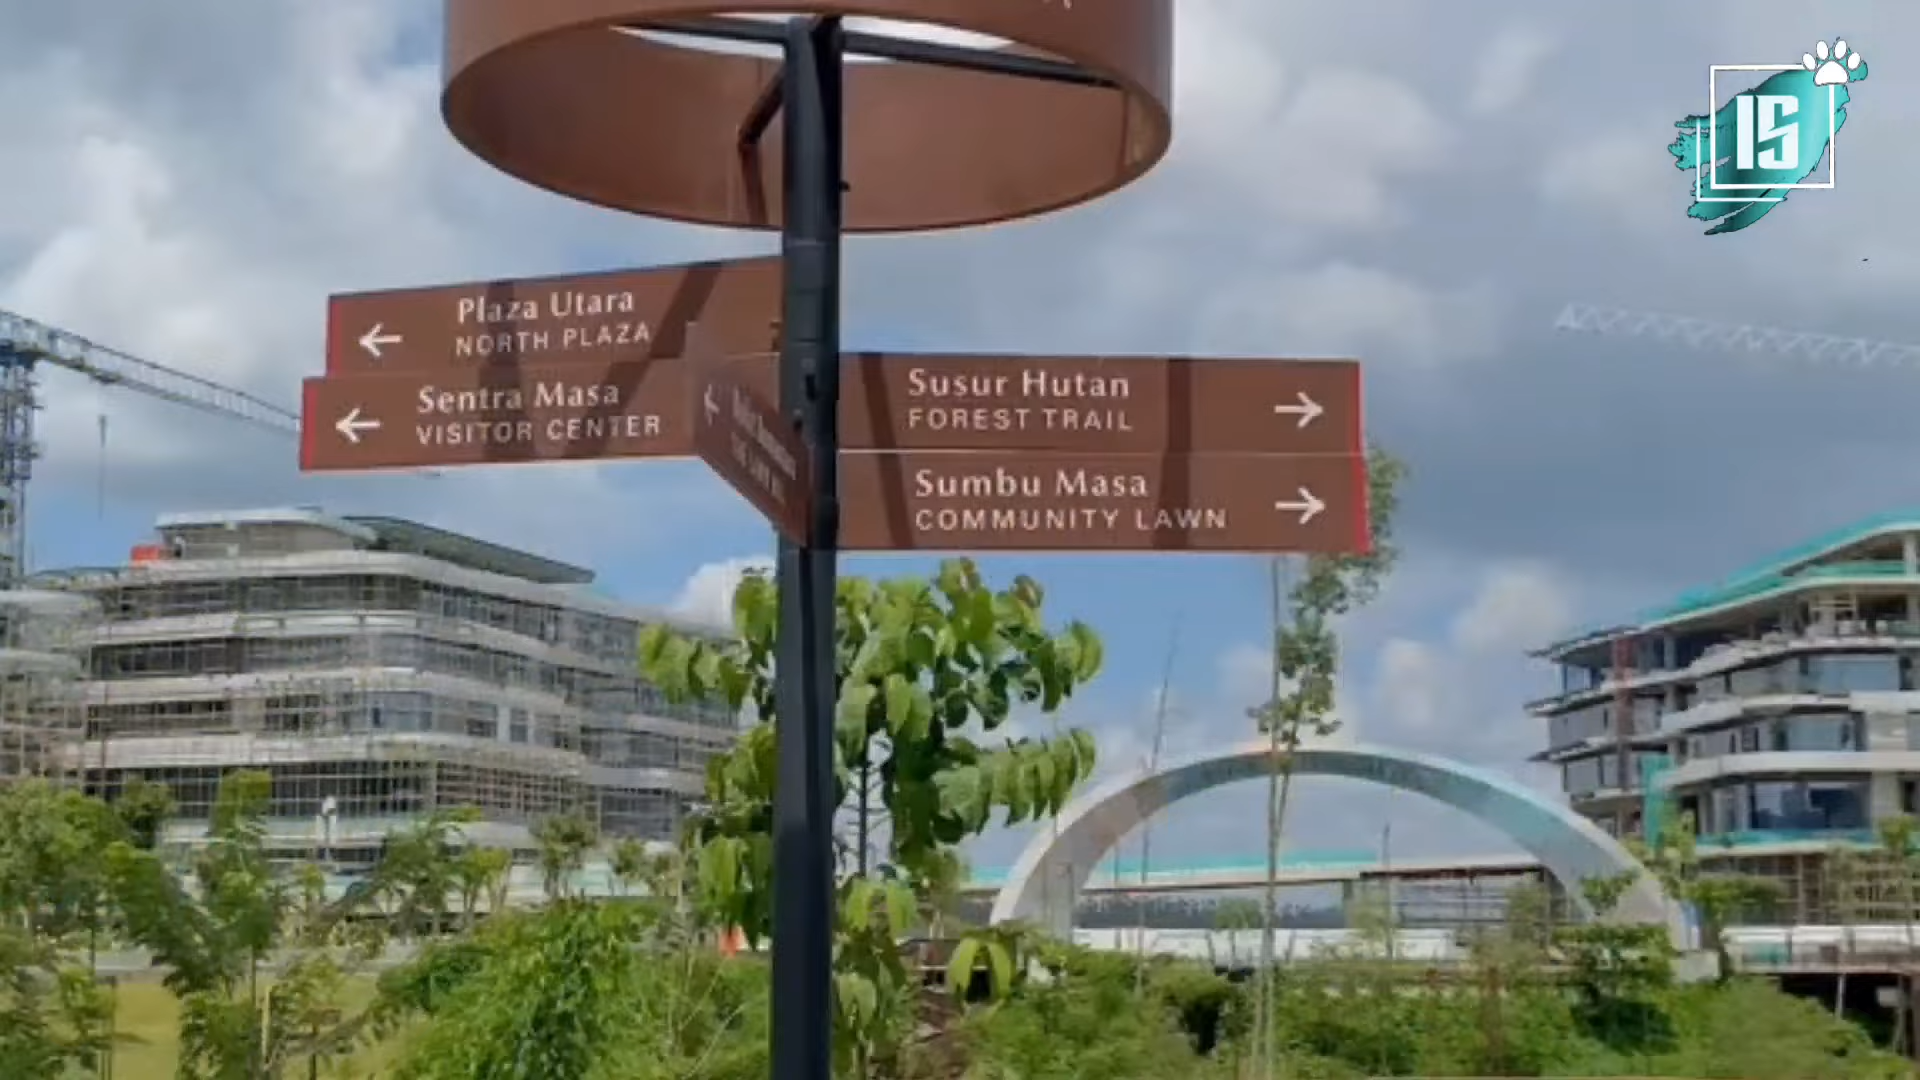 Plaza Utara
NORTH PLAZA
Sentra Masa
VISITOR CENTER
Susur Hutan
FOREST TRAIL
Sumbu Masa
COMMUNITY LAWN
IS